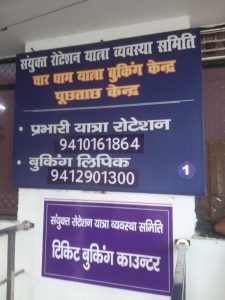 संयुक्त रोटेशन यात्रा व्यवस्था समिति
चार धाम यात्रा बुकिंग केन्द्र
पूछताछ केन्द्र
• प्रभारी यात्रा रोटेशन
9410161864
• बुकिंग लिपिक
9412901300
1
संयुक्त रोटेशन यात्रा व्यवस्था समिति
टिकिट बुकिंग काउन्टर